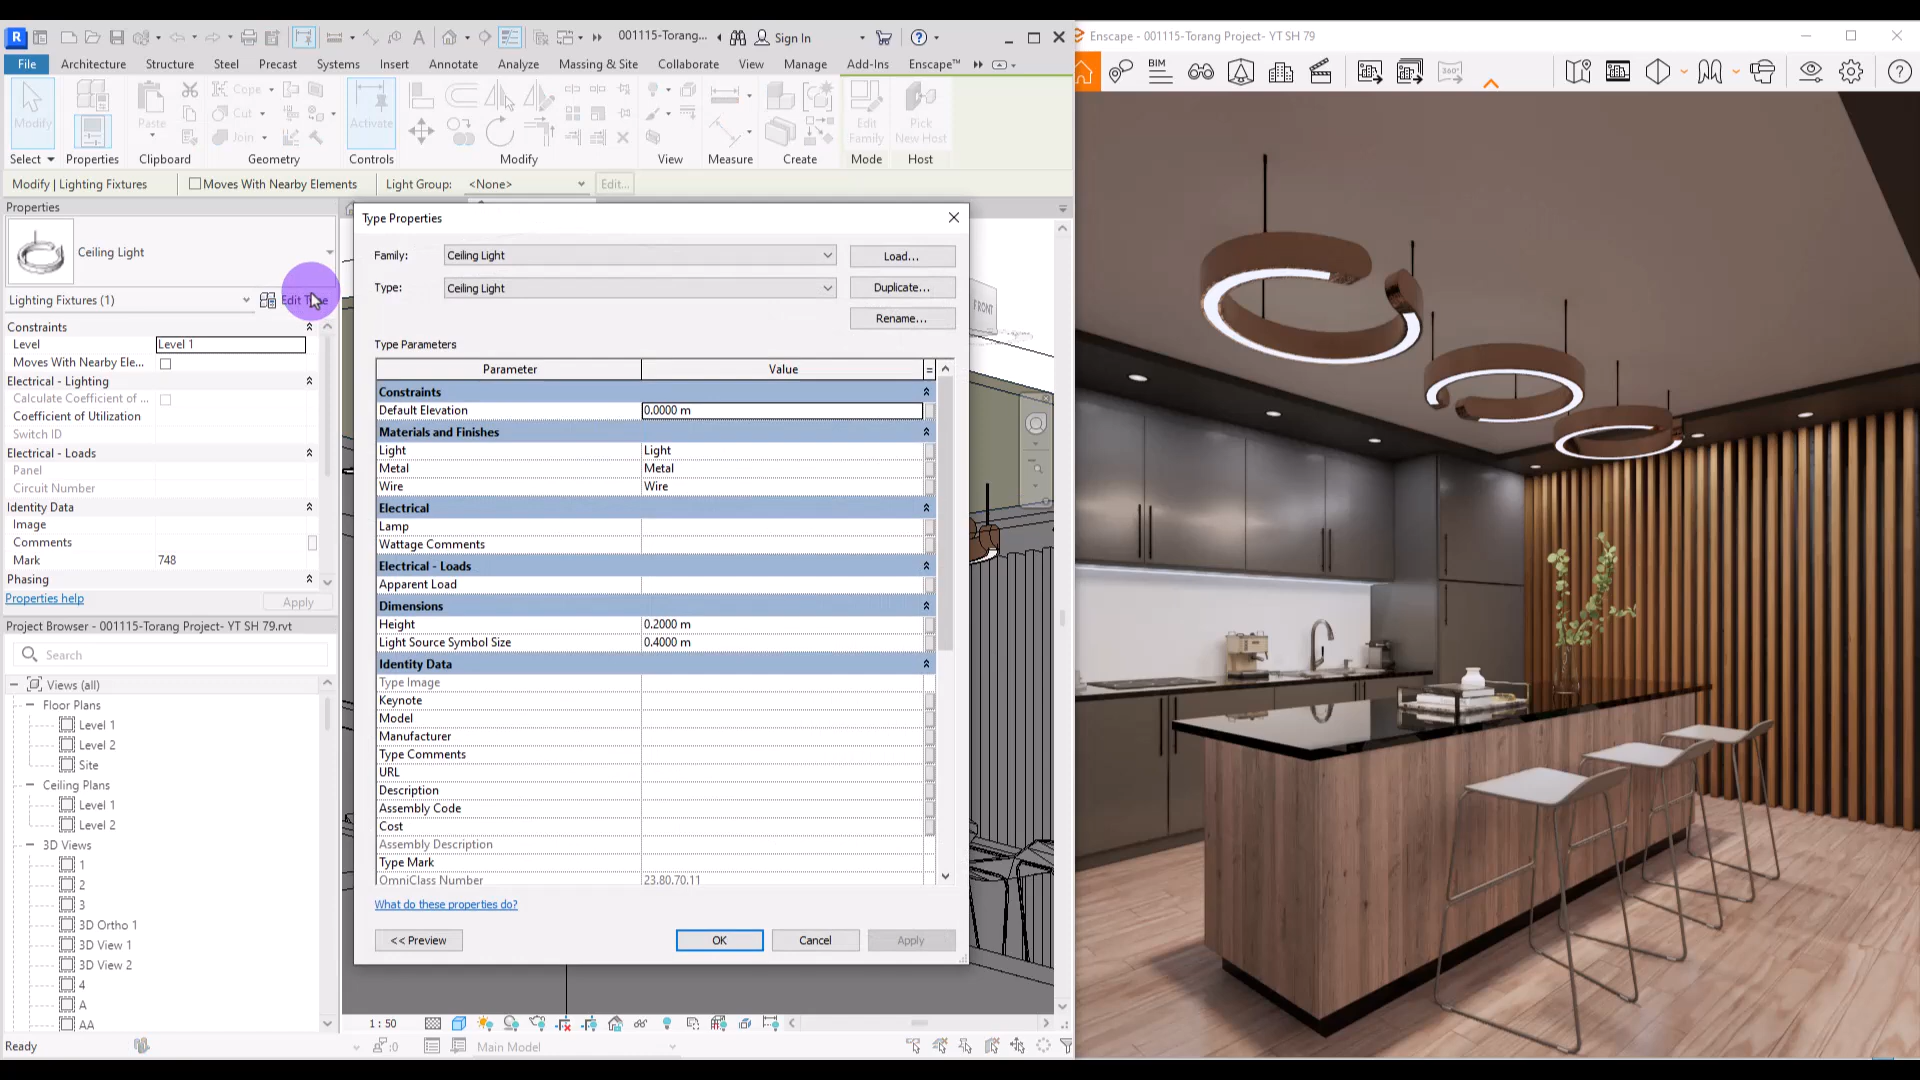 R
001115-Torang...
Sign In
File Architecture Structure Steel Precast Systems Insert Annotate Analyze Massing & Site Collaborate View Manage Add-Ins Enscape™
Modify
Paste
Cope
Cut
Join
Activate
Edit Family
Pick New Host
Select Properties Clipboard Geometry Controls Modify View Measure Create Mode Host
Modify | Lighting Fixtures
Moves With Nearby Elements
Light Group: <None>
Edit...
Properties
Ceiling Light
Lighting Fixtures (1)
Edit Type
Constraints
Level Level 1
Moves With Nearby Ele...
Electrical - Lighting
Calculate Coefficient of ...
Coefficient of Utilization
Switch ID
Electrical - Loads
Panel
Circuit Number
Identity Data
Image
Comments
Mark 748
Phasing
Properties help
Apply
Project Browser - 001115-Torang Project- YT SH 79.rvt
Search
Views (all)
Floor Plans
Level 1
Level 2
Site
Ceiling Plans
Level 1
Level 2
3D Views
1
2
3
3D Ortho 1
3D View 1
3D View 2
4
A
AA
Ready
Type Properties
Family: Ceiling Light
Load...
Type: Ceiling Light
Duplicate...
Rename...
Type Parameters
Parameter Value =
Constraints
Default Elevation 0.0000 m
Materials and Finishes
Light Light
Metal Metal
Wire Wire
Electrical
Lamp
Wattage Comments
Electrical - Loads
Apparent Load
Dimensions
Height 0.2000 m
Light Source Symbol Size 0.4000 m
Identity Data
Type Image
Keynote
Model
Manufacturer
Type Comments
URL
Description
Assembly Code
Cost
Assembly Description
Type Mark
OmniClass Number 23.80.70.11
What do these properties do?
<< Preview
OK
Cancel
Apply
FRONT
1 : 50
:0
Main Model
Enscape - 001115-Torang Project- YT SH 79
BIM
360°